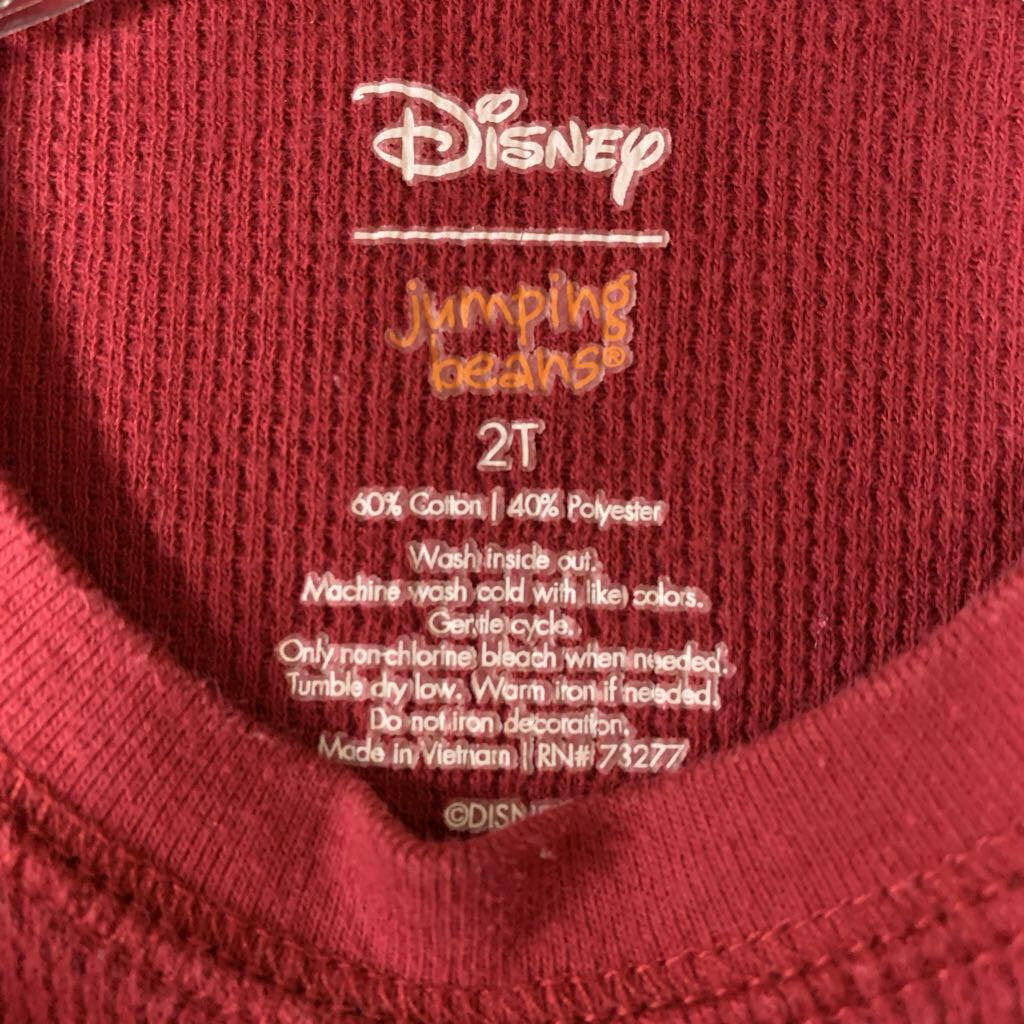 Disney
jumping
beans®
2T
60% Cotton | 40% Polyester
Wash inside out.
Machine wash cold with like colors.
Gentle cycle.
Only non-chlorine bleach when needed.
Tumble dry low. Warm iron if needed.
Do not iron decoration.
Made in Vietnam || RN# 73277
©DISNE